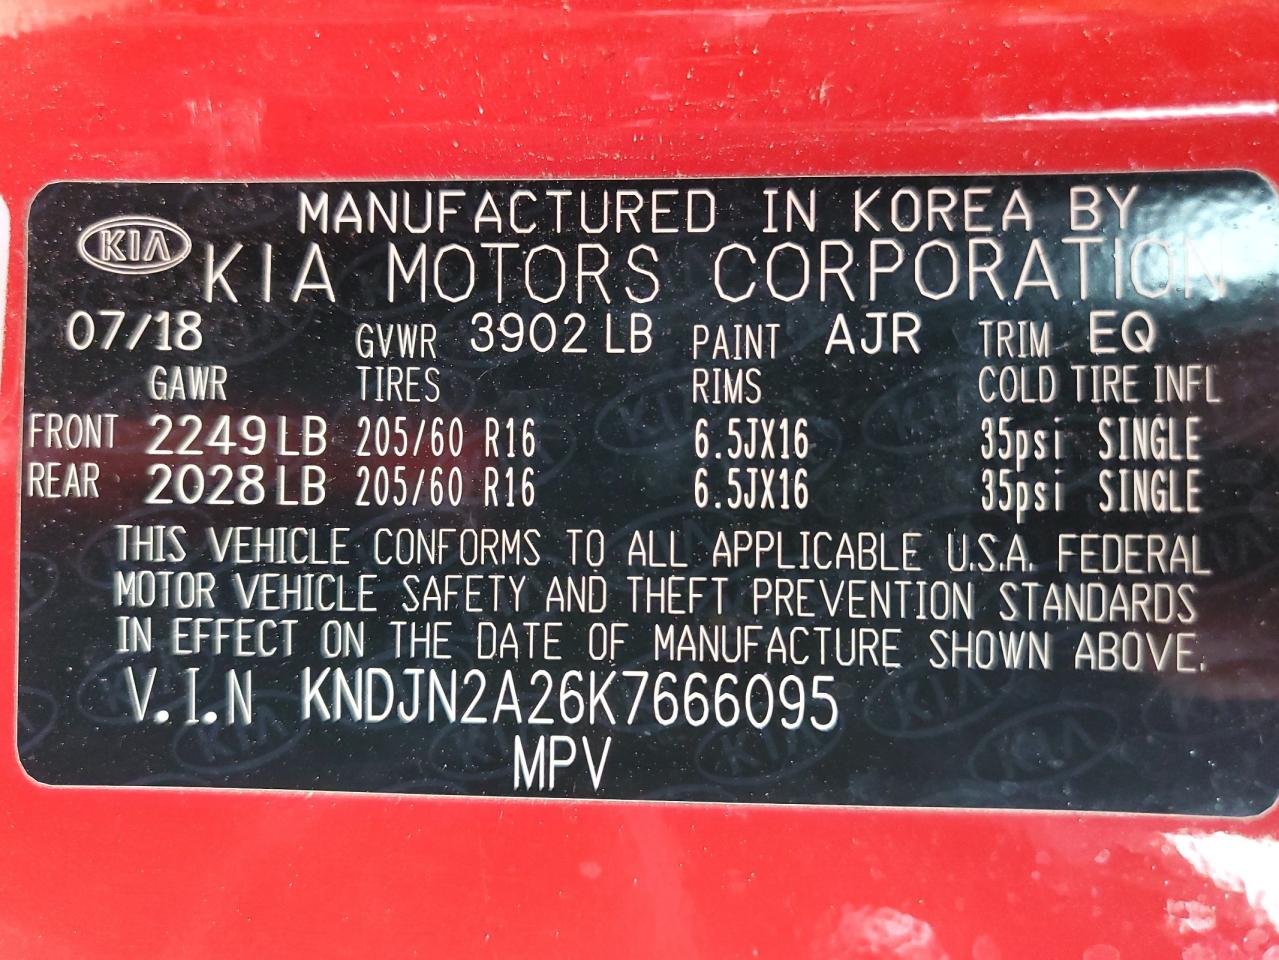 MANUFACTURED IN KOREA BY
KIA KIA MOTORS CORPORATION
07/18 GVWR 3902 LB PAINT AJR TRIM EQ
GAWR TIRES RIMS COLD TIRE INFL
FRONT 2249 LB 205/60 R16 6.5JX16 35psi SINGLE
REAR 2028 LB 205/60 R16 6.5JX16 35psi SINGLE
THIS VEHICLE CONFORMS TO ALL APPLICABLE U.S.A. FEDERAL
MOTOR VEHICLE SAFETY AND THEFT PREVENTION STANDARDS
IN EFFECT ON THE DATE OF MANUFACTURE SHOWN ABOVE.
V.I.N KNDJN2A26K7666095
MPV